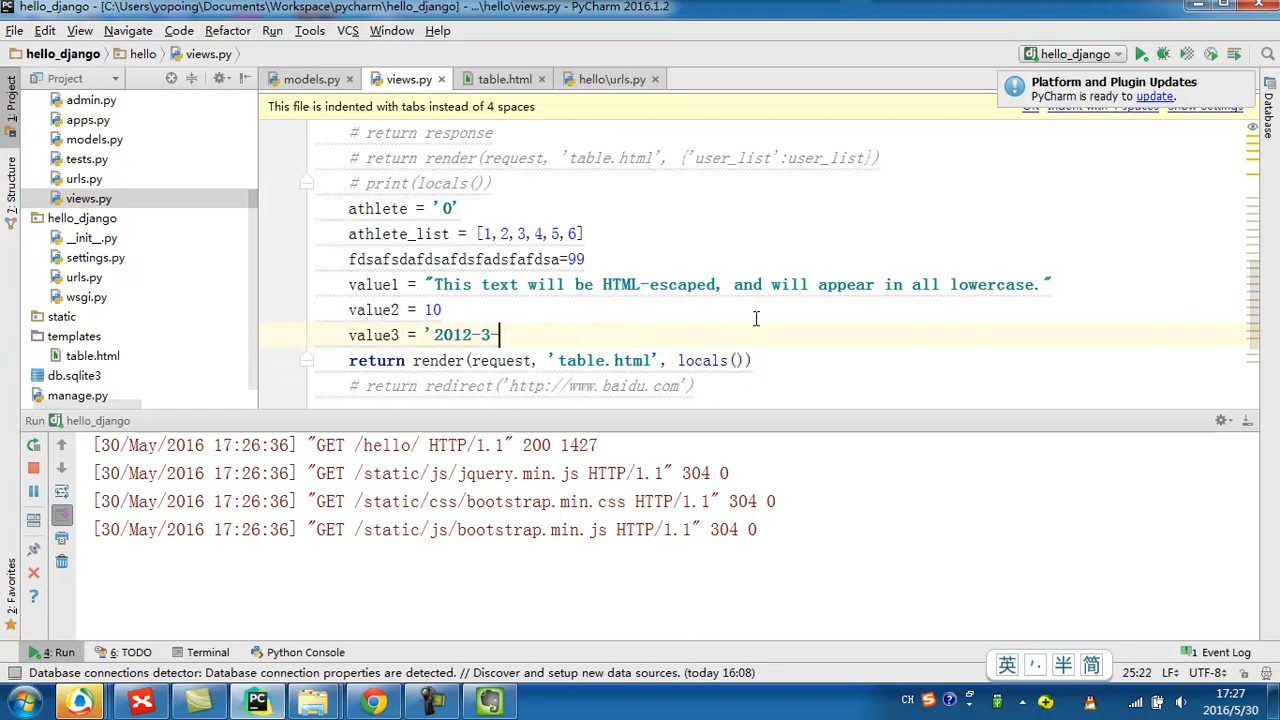 hello_django - [C:\Users\yopoing\Documents\Workspace\pycharm\hello_django] - ...\hello\views.py - PyCharm 2016.1.2
File Edit View Navigate Code Refactor Run Tools VCS Window Help
hello_django hello views.py hello_django
Project models.py views.py table.html hello\urls.py
Platform and Plugin Updates
PyCharm is ready to update.
This file is indented with tabs instead of 4 spaces
1: Project
7: Structure
2: Favorites
Database
admin.py
apps.py
models.py
tests.py
urls.py
views.py
hello_django
__init__.py
settings.py
urls.py
wsgi.py
static
templates
table.html
db.sqlite3
manage.py
# return response
# return render(request, 'table.html', {'user_list':user_list})
# print(locals())
athlete = '0'
athlete_list = [1,2,3,4,5,6]
fdsafsdafdsafdsfadsfafdsa=99
value1 = "This text will be HTML-escaped, and will appear in all lowercase."
value2 = 10
value3 = '2012-3-
return render(request, 'table.html', locals())
# return redirect('http://www.baidu.com')
Run hello_django
[30/May/2016 17:26:36] "GET /hello/ HTTP/1.1" 200 1427
[30/May/2016 17:26:36] "GET /static/js/jquery.min.js HTTP/1.1" 304 0
[30/May/2016 17:26:36] "GET /static/css/bootstrap.min.css HTTP/1.1" 304 0
[30/May/2016 17:26:36] "GET /static/js/bootstrap.min.js HTTP/1.1" 304 0
4: Run 6: TODO Terminal Python Console 1 Event Log
Database connections detector: Database connection properties are detected. // Discover and setup new data sources. (today 16:08) 25:22 LF÷ UTF-8÷
英 半 简
CH
17:27
2016/5/30